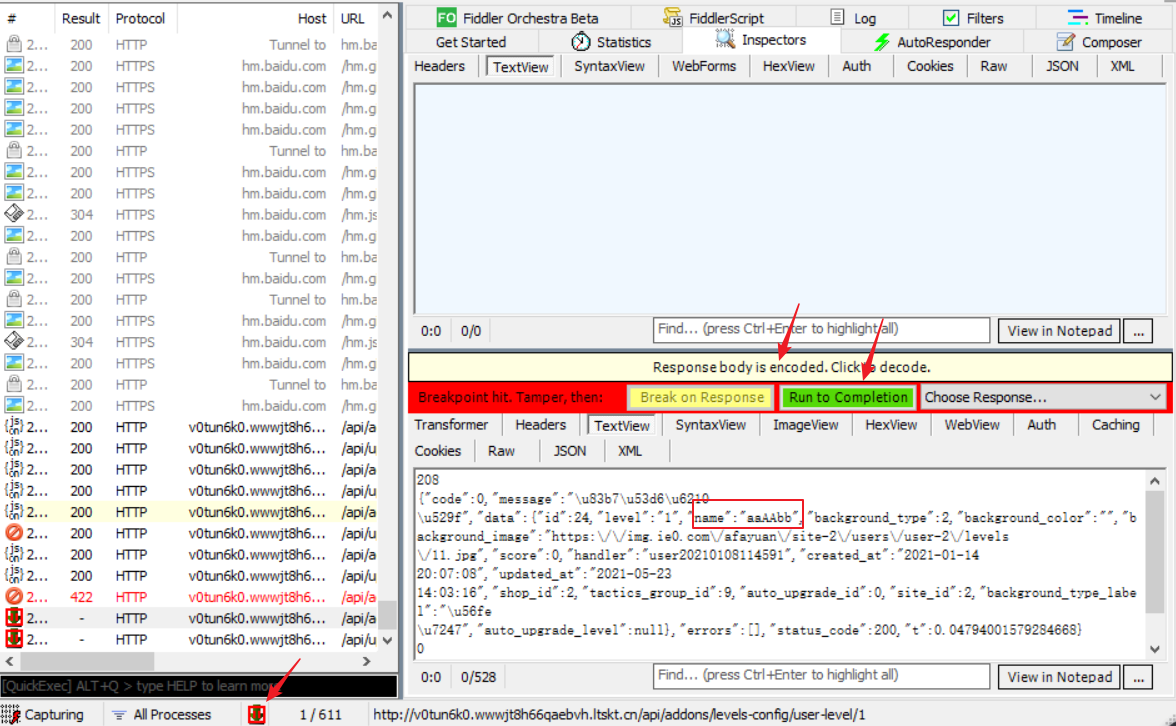 # Result Protocol Host URL
2... 200 HTTP Tunnel to hm.ba
2... 200 HTTPS hm.baidu.com /hm.g
2... 200 HTTPS hm.baidu.com /hm.g
2... 200 HTTPS hm.baidu.com /hm.g
2... 200 HTTPS hm.baidu.com /hm.g
2... 200 HTTP Tunnel to hm.ba
2... 200 HTTPS hm.baidu.com /hm.g
2... 200 HTTPS hm.baidu.com /hm.g
2... 304 HTTPS hm.baidu.com /hm.js
2... 200 HTTPS hm.baidu.com /hm.g
2... 200 HTTP Tunnel to hm.ba
2... 200 HTTPS hm.baidu.com /hm.g
2... 200 HTTP Tunnel to hm.ba
2... 200 HTTPS hm.baidu.com /hm.g
2... 304 HTTPS hm.baidu.com /hm.js
2... 200 HTTPS hm.baidu.com /hm.g
2... 200 HTTP Tunnel to hm.ba
2... 200 HTTPS hm.baidu.com /hm.g
2... 200 HTTP v0tun6k0.wwwjt8h6... /api/a
2... 200 HTTP v0tun6k0.wwwjt8h6... /api/u
2... 200 HTTP v0tun6k0.wwwjt8h6... /api/a
2... 200 HTTP v0tun6k0.wwwjt8h6... /api/u
2... 200 HTTP v0tun6k0.wwwjt8h6... /api/a
2... 200 HTTP v0tun6k0.wwwjt8h6... /api/u
2... 200 HTTP v0tun6k0.wwwjt8h6... /api/a
2... 200 HTTP v0tun6k0.wwwjt8h6... /api/u
2... 422 HTTP v0tun6k0.wwwjt8h6... /api/a
2... - HTTP v0tun6k0.wwwjt8h6... /api/a
2... - HTTP v0tun6k0.wwwjt8h6... /api/u
[QuickExec] ALT+Q > type HELP to learn more
FO Fiddler Orchestra Beta FiddlerScript Log Filters Timeline
Get Started Statistics Inspectors AutoResponder Composer
Headers TextView SyntaxView WebForms HexView Auth Cookies Raw JSON XML
0:0 0/0 Find... (press Ctrl+Enter to highlight all) View in Notepad ...
Response body is encoded. Click to decode.
Breakpoint hit. Tamper, then: Break on Response Run to Completion Choose Response...
Transformer Headers TextView SyntaxView ImageView HexView WebView Auth Caching
Cookies Raw JSON XML
208
{"code":0,"message":"\u83b7\u53d6\u6210
\u529f","data":{"id":24,"level":"1","name":"aaAAbb","background_type":2,"background_color":"","b
ackground_image":"https:\/\/img.ie0.com\/afayuan\/site-2\/users\/user-2\/levels
\/11.jpg","score":0,"handler":"user20210108114591","created_at":"2021-01-14
20:07:08","updated_at":"2021-05-23
14:03:16","shop_id":2,"tactics_group_id":9,"auto_upgrade_id":0,"site_id":2,"background_type_labe
l":"\u56fe
\u7247","auto_upgrade_level":null},"errors":[],"status_code":200,"t":0.04794001579284668}
0
0:0 0/528 Find... (press Ctrl+Enter to highlight all) View in Notepad ...
Capturing All Processes 1 / 611 http://v0tun6k0.wwwjt8h66qaebvh.ltskt.cn/api/addons/levels-config/user-level/1